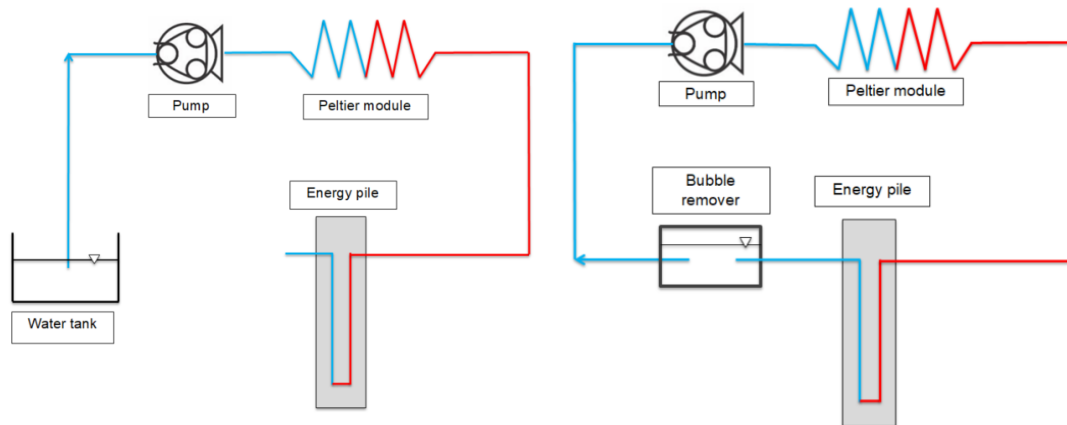 Pump
Peltier module
Energy pile
Water tank
Pump
Peltier module
Bubble
remover
Energy pile